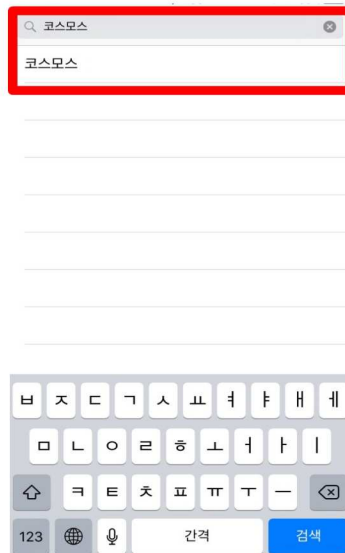 코스모스
코스모스
ㅂ ㅈ ㄷ ㄱ ㅅ ㅛ ㅕ ㅑ ㅐ ㅔ
ㅁ ㄴ ㅇ ㄹ ㅎ ㅗ ㅓ ㅏ ㅣ
ㅋ ㅌ ㅊ ㅍ ㅠ ㅜ ㅡ
123 간격 검색